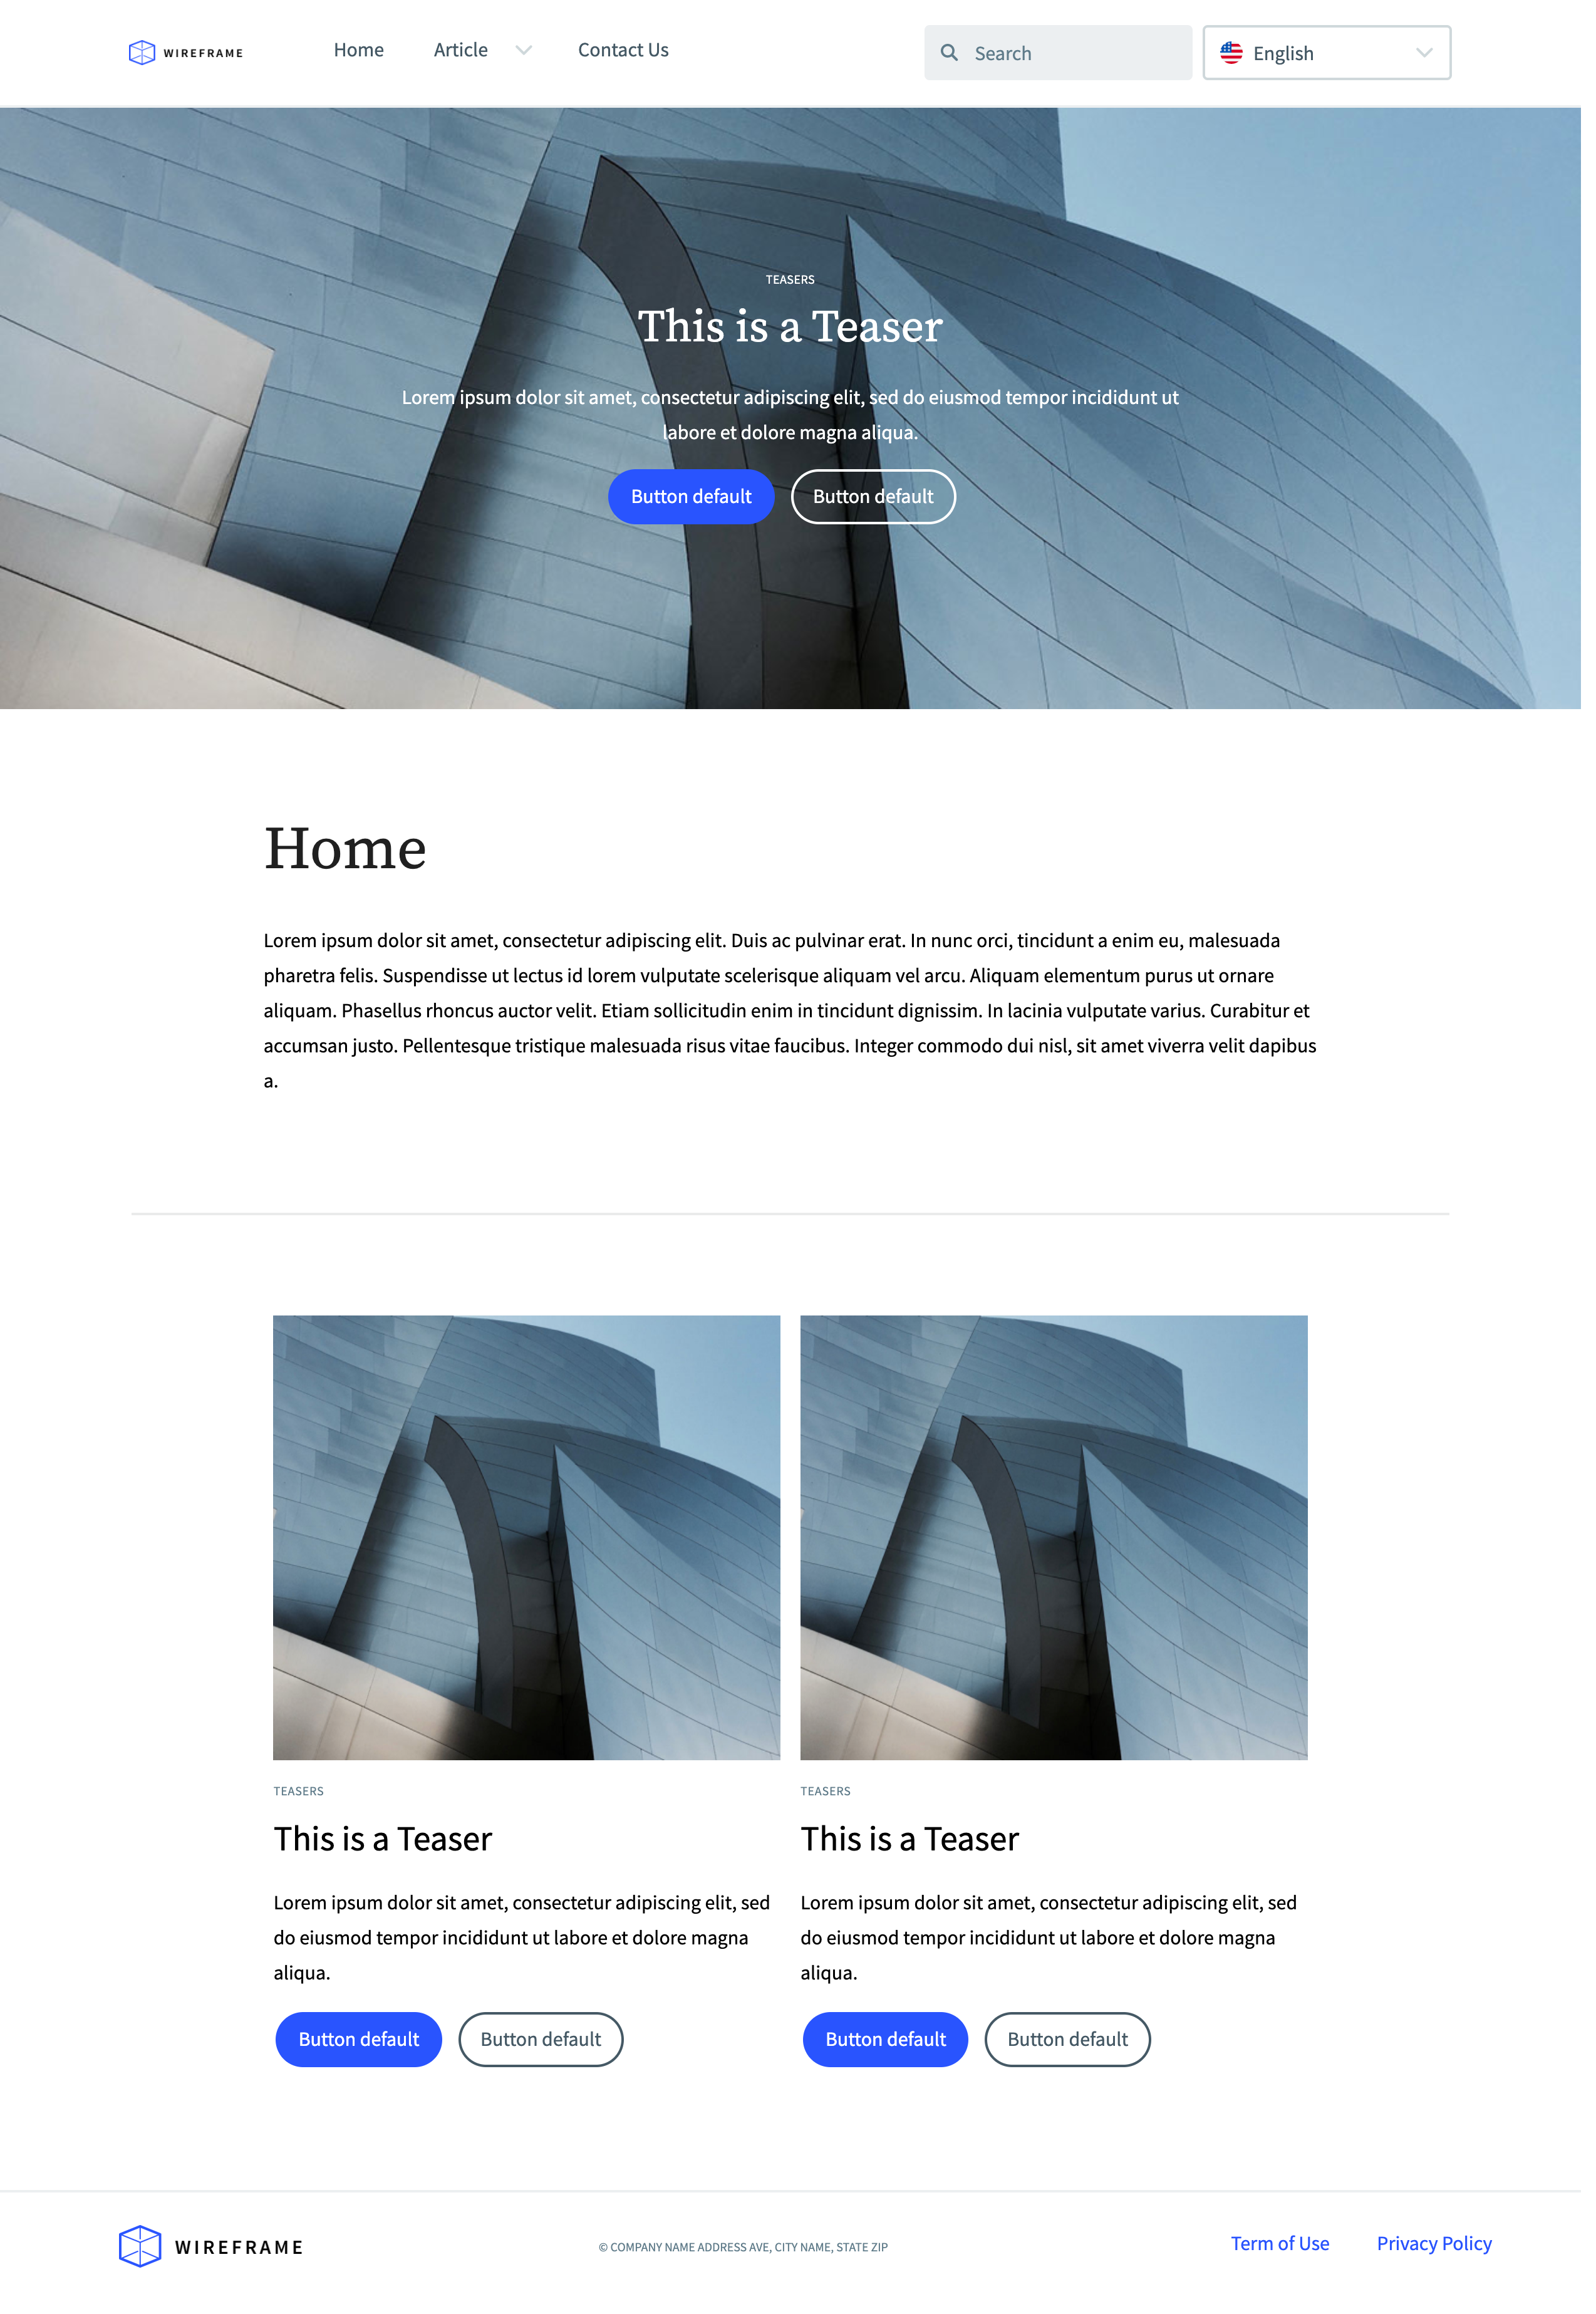 WIREFRAME
Home
Article
Contact Us
Search
English
TEASERS
This is a Teaser
Lorem ipsum dolor sit amet, consectetur adipiscing elit, sed do eiusmod tempor incididunt ut
labore et dolore magna aliqua.
Button default
Button default
Home
Lorem ipsum dolor sit amet, consectetur adipiscing elit. Duis ac pulvinar erat. In nunc orci, tincidunt a enim eu, malesuada
pharetra felis. Suspendisse ut lectus id lorem vulputate scelerisque aliquam vel arcu. Aliquam elementum purus ut ornare
aliquam. Phasellus rhoncus auctor velit. Etiam sollicitudin enim in tincidunt dignissim. In lacinia vulputate varius. Curabitur et
accumsan justo. Pellentesque tristique malesuada risus vitae faucibus. Integer commodo dui nisl, sit amet viverra velit dapibus
a.
TEASERS
This is a Teaser
Lorem ipsum dolor sit amet, consectetur adipiscing elit, sed
do eiusmod tempor incididunt ut labore et dolore magna
aliqua.
Button default
Button default
TEASERS
This is a Teaser
Lorem ipsum dolor sit amet, consectetur adipiscing elit, sed
do eiusmod tempor incididunt ut labore et dolore magna
aliqua.
Button default
Button default
WIREFRAME
© COMPANY NAME ADDRESS AVE, CITY NAME, STATE ZIP
Term of Use
Privacy Policy